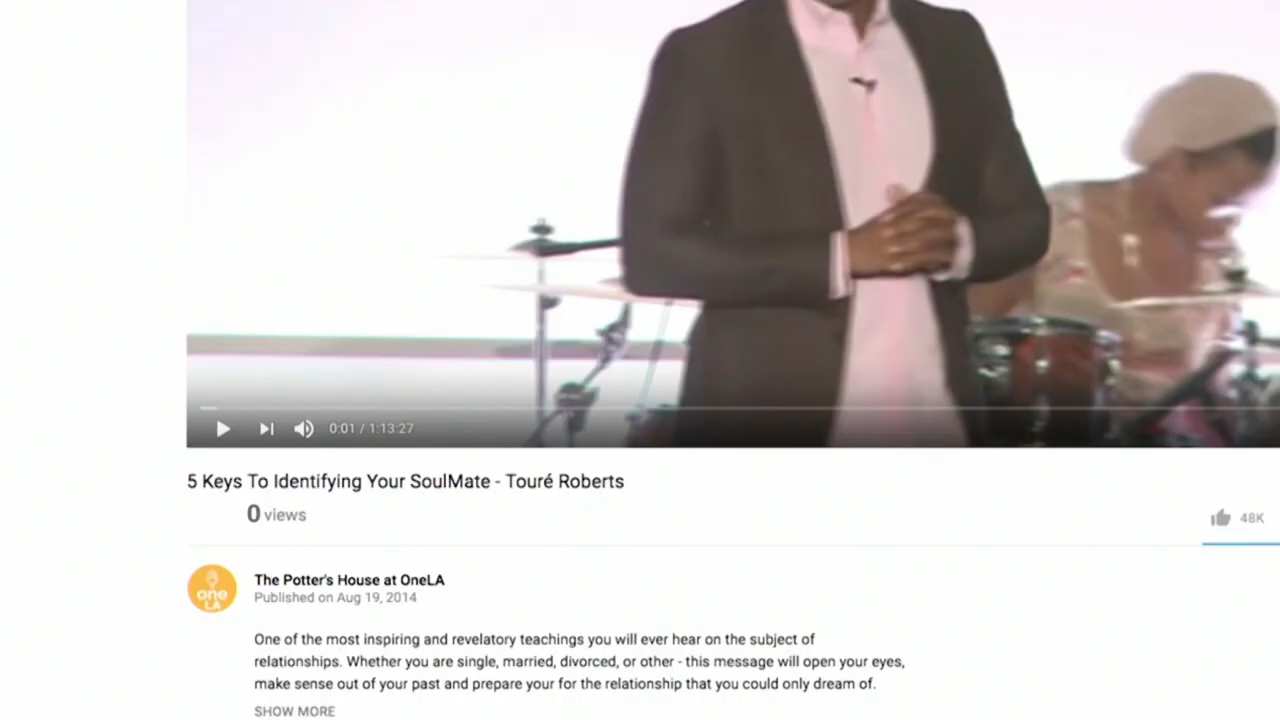 0:01 / 1:13:27
5 Keys To Identifying Your SoulMate - Touré Roberts
0 views
48K
one
LA
The Potter's House at OneLA
Published on Aug 19, 2014
One of the most inspiring and revelatory teachings you will ever hear on the subject of
relationships. Whether you are single, married, divorced, or other - this message will open your eyes,
make sense out of your past and prepare your for the relationship that you could only dream of.
SHOW MORE